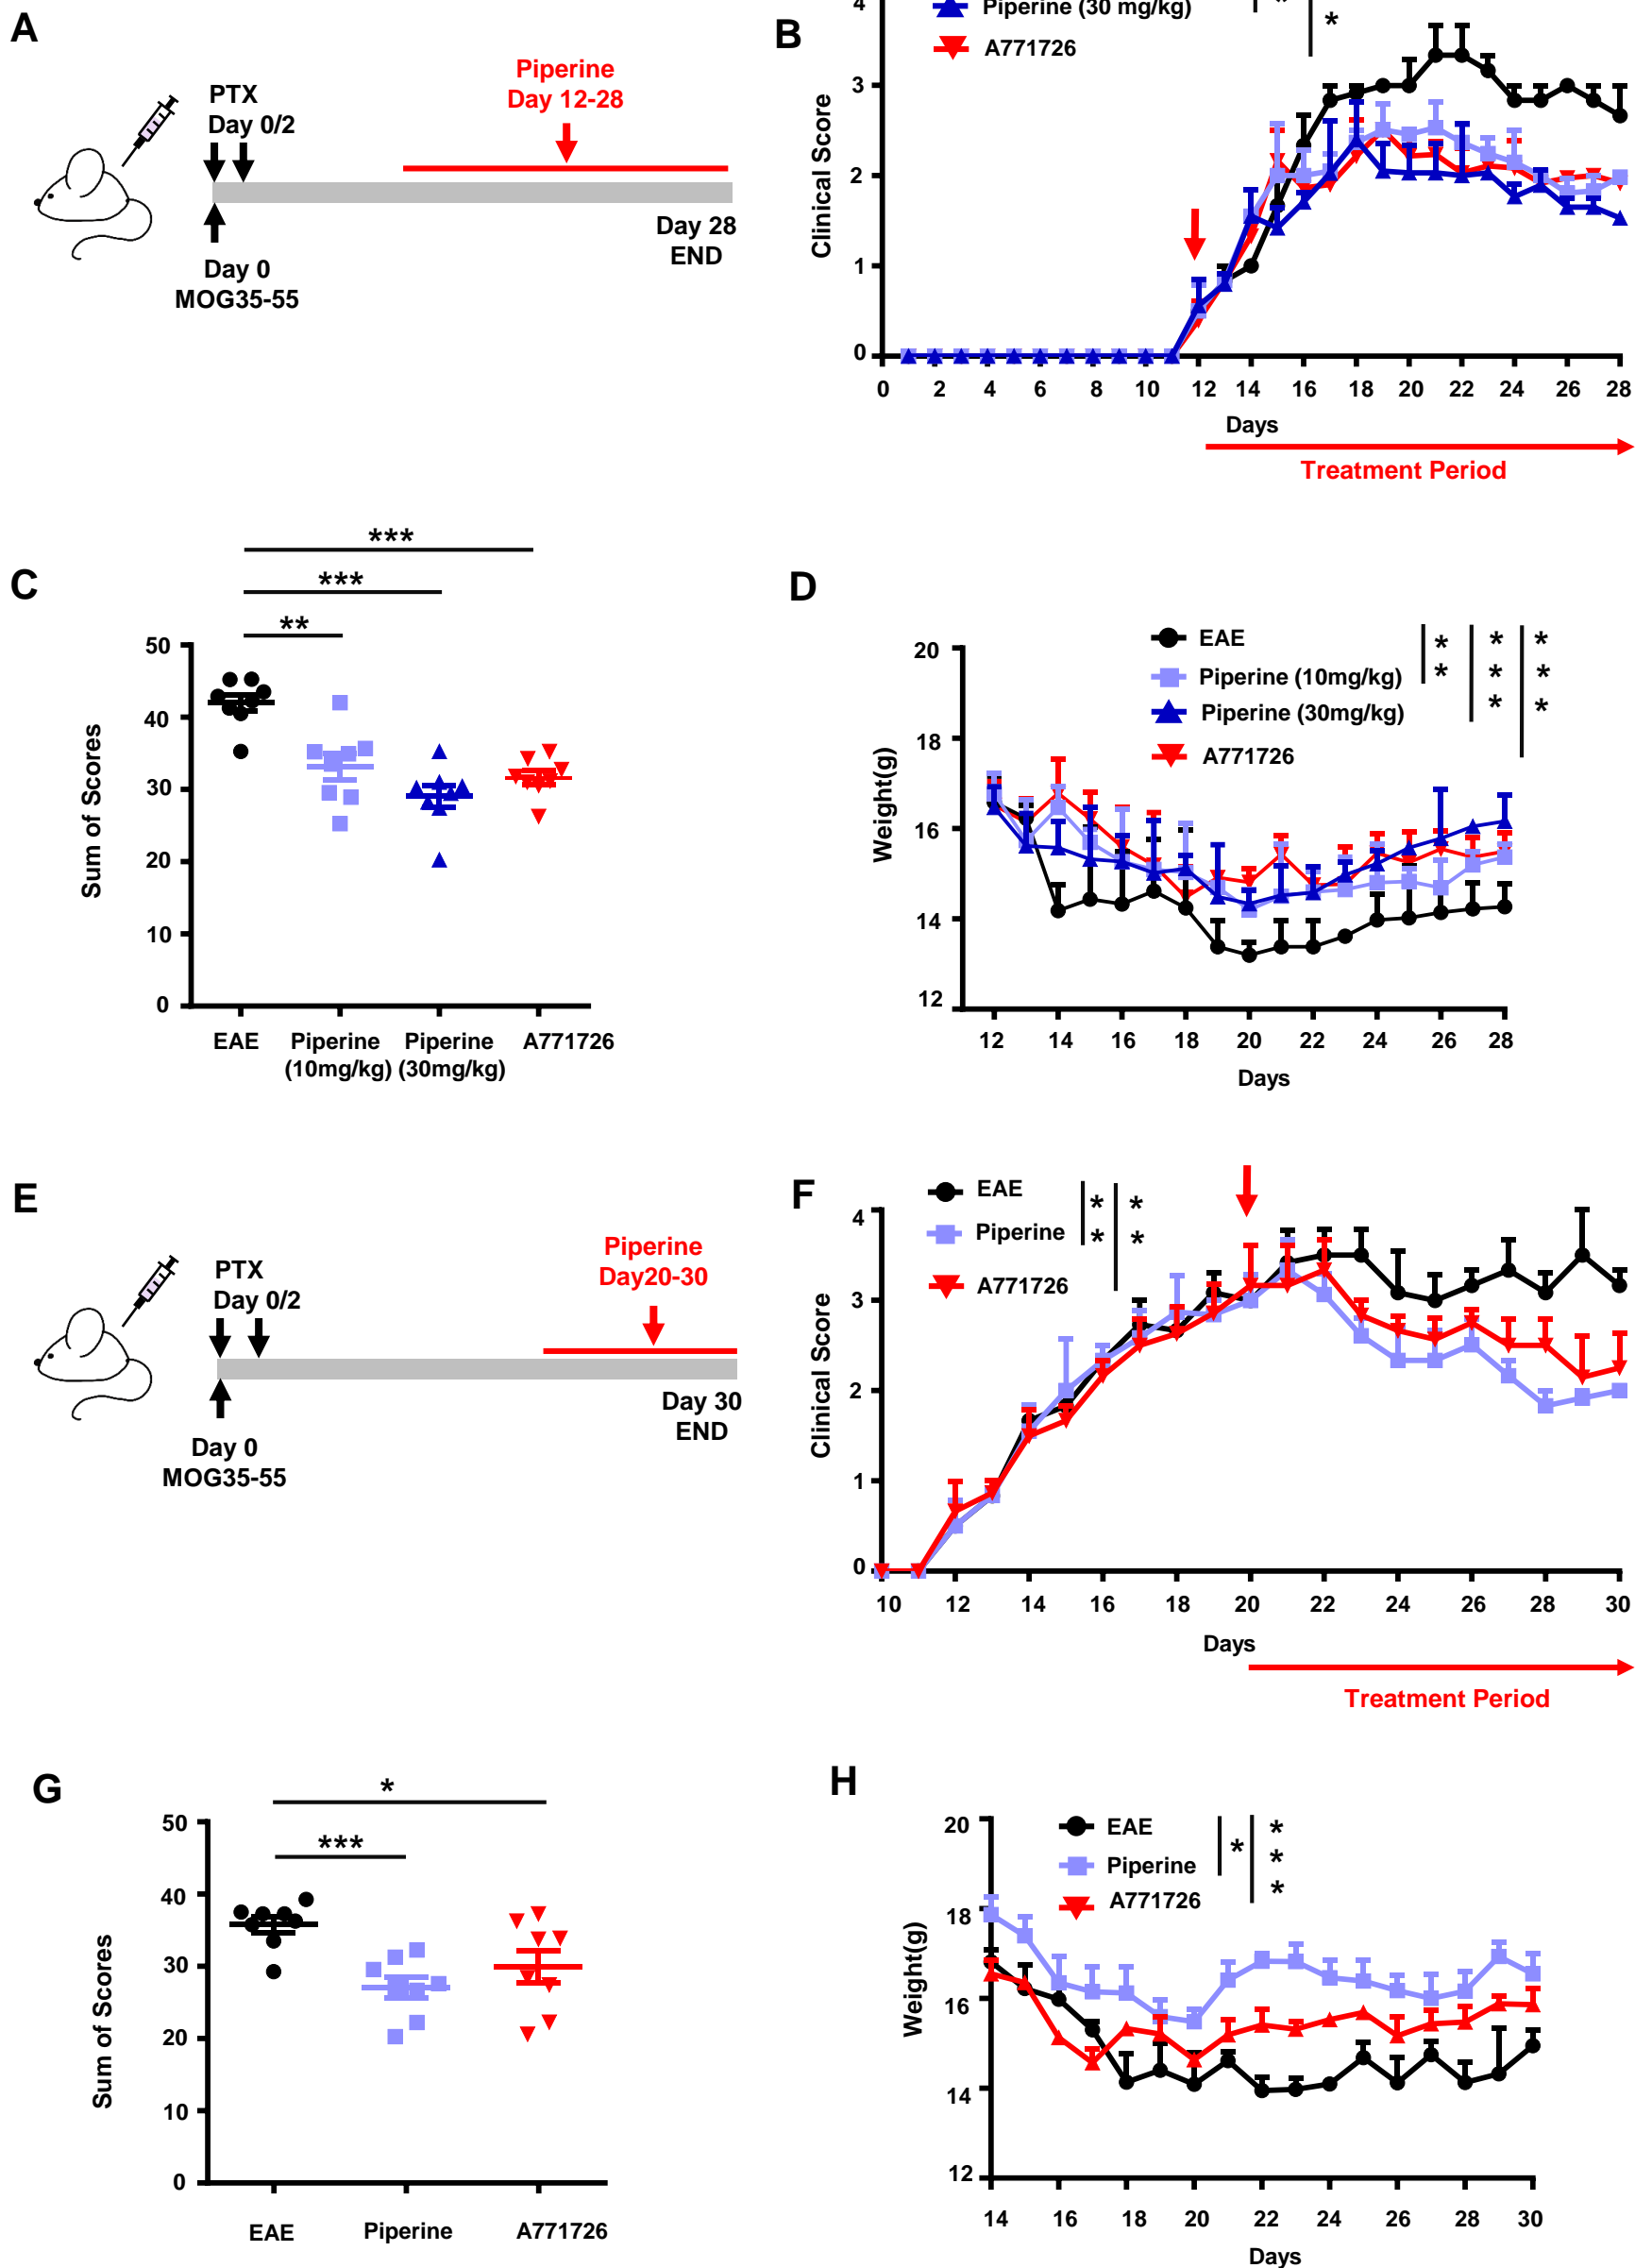 A
PTX
Day 0/2
Piperine
Day 12-28
Day 28
END
Day 0
MOG35-55
B
Piperine (30 mg/kg)
A771726
*
*
Clinical Score
4
3
2
1
0
0 2 4 6 8 10 12 14 16 18 20 22 24 26 28
Days
Treatment Period
C
***
***
**
Sum of Scores
50
40
30
20
10
0
EAE Piperine Piperine A771726
(10mg/kg) (30mg/kg)
D
EAE
Piperine (10mg/kg)
Piperine (30mg/kg)
A771726
* * *
* * *
* *
Weight(g)
20
18
16
14
12
12 14 16 18 20 22 24 26 28
Days
E
PTX
Day 0/2
Piperine
Day20-30
Day 30
END
Day 0
MOG35-55
F
EAE
Piperine
A771726
* *
* *
Clinical Score
4
3
2
1
0
10 12 14 16 18 20 22 24 26 28 30
Days
Treatment Period
G
*
***
Sum of Scores
50
40
30
20
10
0
EAE Piperine A771726
H
EAE
Piperine
A771726
*
*
*
*
Weight(g)
20
18
16
14
12
14 16 18 20 22 24 26 28 30
Days